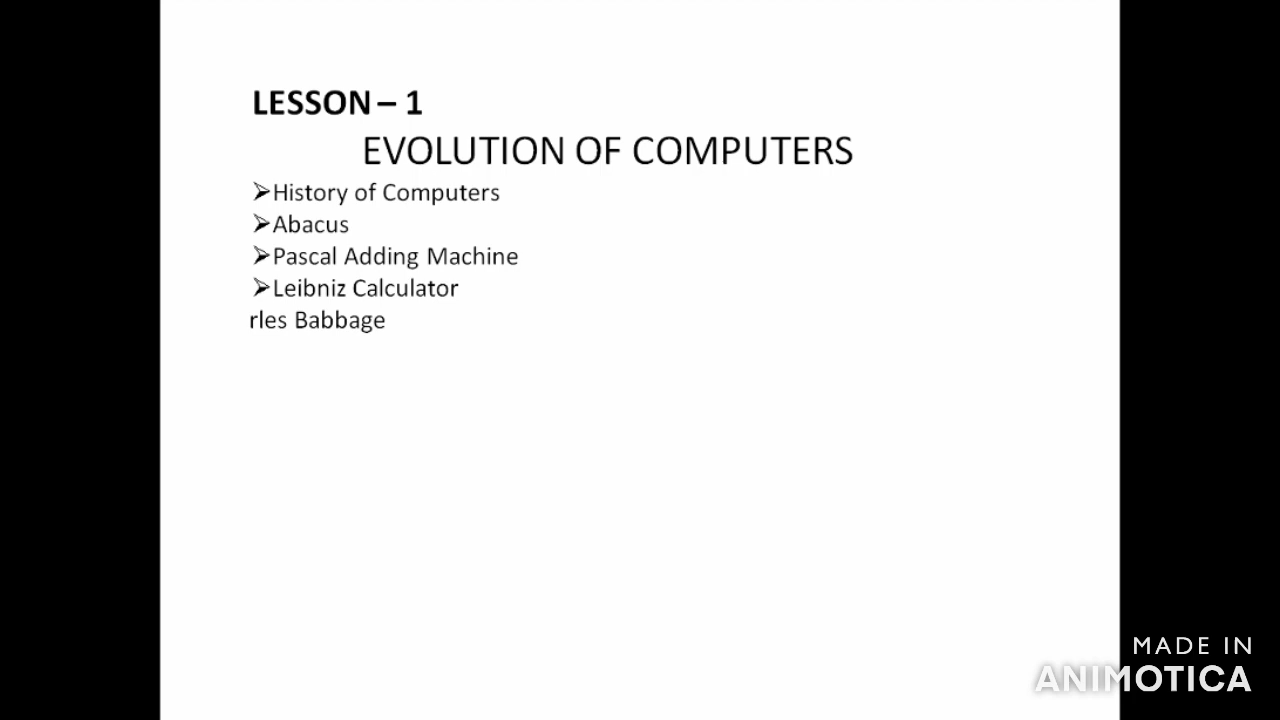 LESSON – 1
EVOLUTION OF COMPUTERS
➢History of Computers
➢Abacus
➢Pascal Adding Machine
➢Leibniz Calculator
rles Babbage
MADE IN
ANIMOTICA